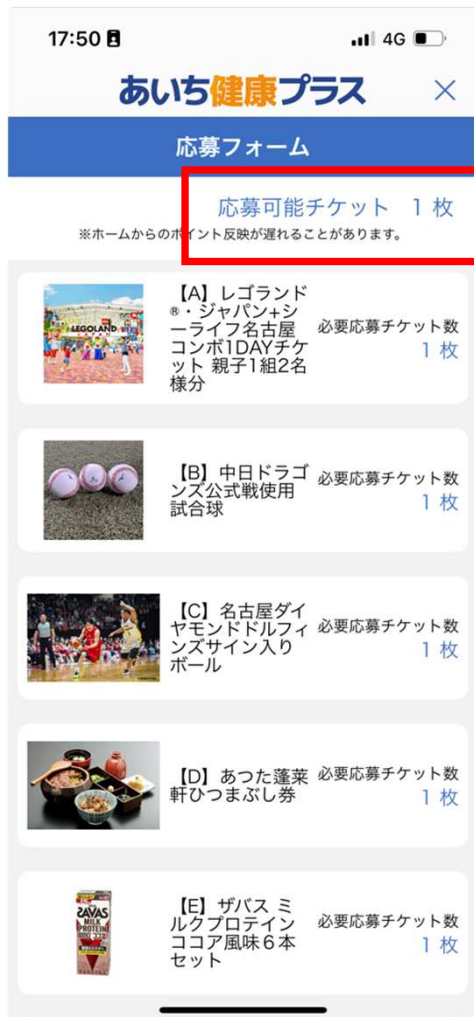 17:50
4G
あいち健康プラス
応募フォーム
応募可能チケット 1 枚
※ホームからのポイント反映が遅れることがあります。
【A】レゴランド
®・ジャパン+シ
ーライフ名古屋
コンボ1DAYチケ
ット 親子1組2名
様分
必要応募チケット数
1 枚
LEGOLAND
JAPAN
【B】中日ドラゴ
ンズ公式戦使用
試合球
必要応募チケット数
1 枚
【C】名古屋ダイ
ヤモンドドルフィ
ンズサイン入り
ボール
必要応募チケット数
1 枚
【D】あつた蓬莱
軒ひつまぶし券
必要応募チケット数
1 枚
【E】ザバス ミ
ルクプロテイン
ココア風味6本
セット
必要応募チケット数
1 枚
SAVAS
MILK
PROTEIN